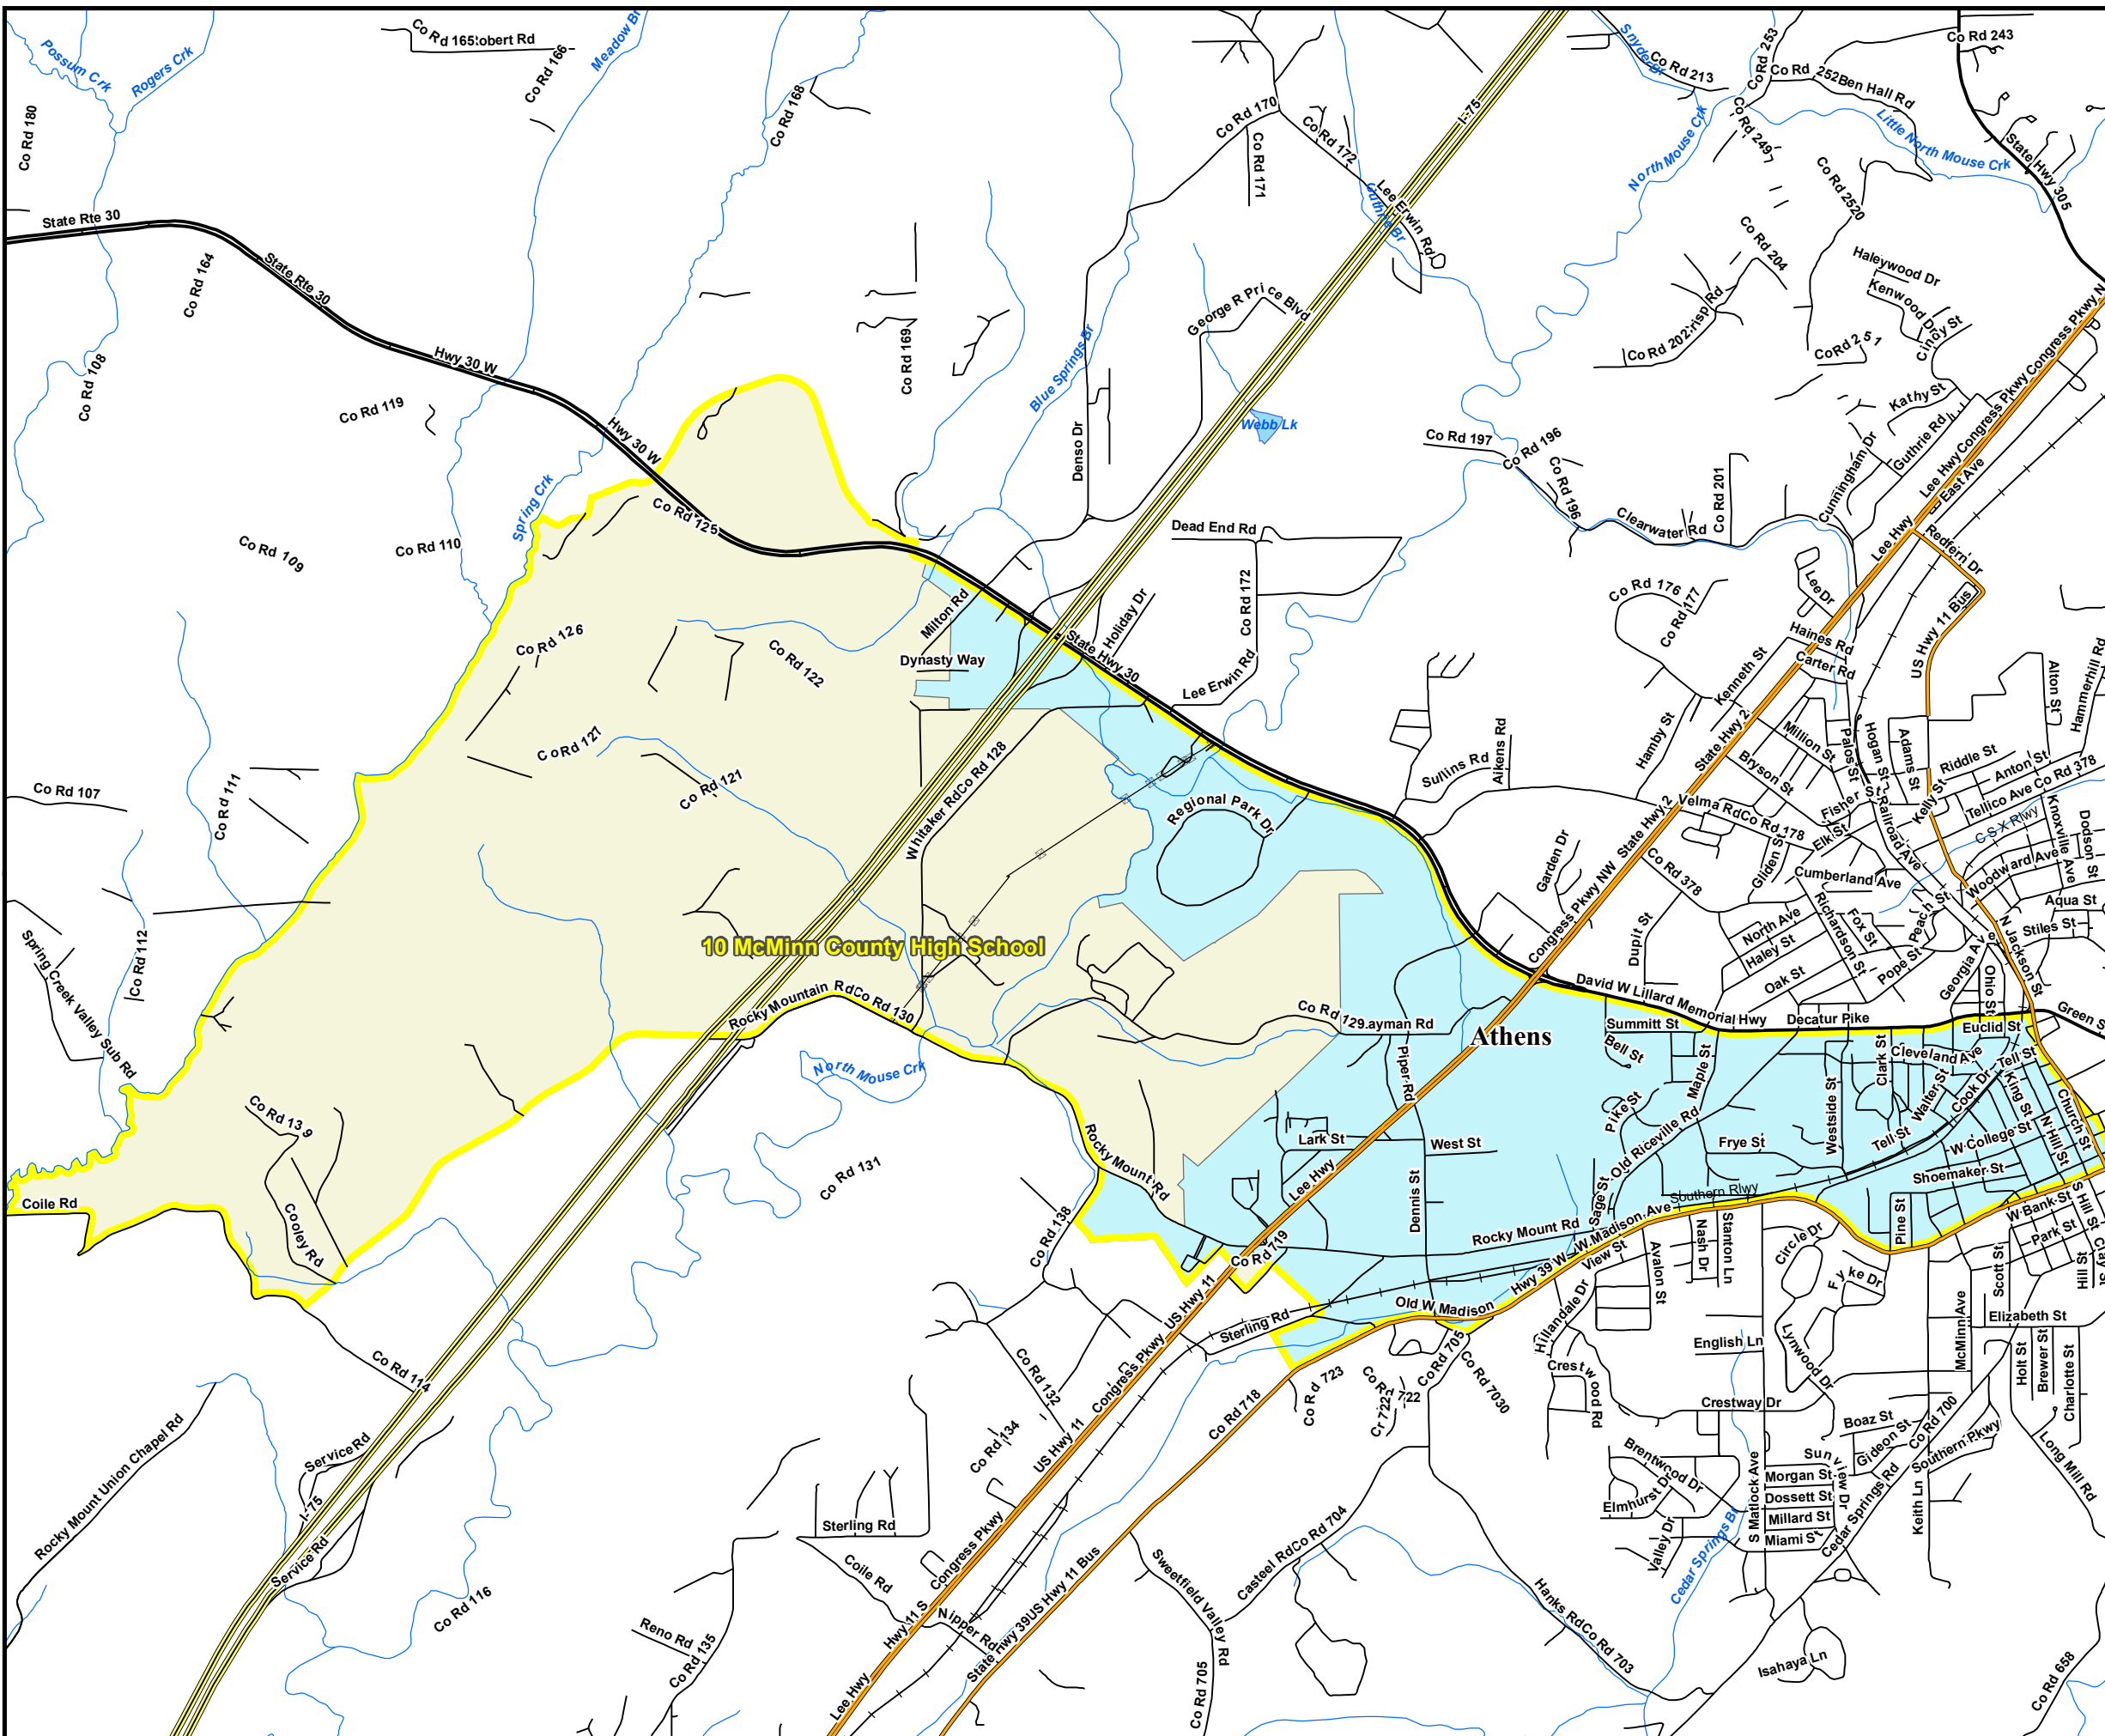 Possum Crk
Rogers Crk
Co Rd 165
obert Rd
Co Rd 166
Meadow Br
Co Rd 168
Co Rd 180
State Rte 30
Co Rd 164
State Rte 30
Co Rd 108
Hwy 30 W
Co Rd 119
Hwy 30 W
Co Rd 169
Co Rd 170
Co Rd 171
Co Rd 172
I-75
Lee Erwin Rd
Guthrie Br
George R Price Blvd
Blue Springs Br
Webb Lk
Denso Dr
Snyder Br
Co Rd 213
Co Rd 253
Co Rd 252
Ben Hall Rd
Co Rd 243
Co Rd 249
North Mouse Crk
Little North Mouse Crk
State Hwy 305
Co Rd 2520
Co Rd 204
Haleywood Dr
Kenwood Dr
Cindy St
Co Rd 202
risp Rd
Co Rd 251
Kathy St
Guthrie Rd
Cunningham Dr
Lee Hwy
Congress Pkwy
Congress Pkwy N
East Ave
Co Rd 197
Co Rd 196
Co Rd 196
Clearwater Rd
Co Rd 201
Lee Hwy
Redfern Dr
US Hwy 11 Bus
Lee Dr
Co Rd 176
Co Rd 177
Haines Rd
Carter Rd
Kenneth St
Hamby St
State Hwy 2
Million St
Bryson St
Palos St
Hogan St
Adams St
Riddle St
Anton St
Alton St
Hammerhill Rd
Tellico Ave
Co Rd 378
Kelly St
Fisher St
Railroad Ave
Elk St
C S X Rlwy
Knoxville Ave
Dodson St
Woodward Ave
Aqua St
Stiles St
Spring Crk
Co Rd 125
Co Rd 109
Co Rd 110
Co Rd 126
Co Rd 122
Milton Rd
Dynasty Way
Holiday Dr
State Hwy 30
Dead End Rd
Co Rd 172
Lee Erwin Rd
Co Rd 127
Co Rd 121
Whitaker Rd
Co Rd 128
Co Rd 107
Co Rd 111
Co Rd 112
Spring Creek Valley Sub Rd
Regional Park Dr
Sullins Rd
Aikens Rd
Garden Dr
State Hwy 2
Velma Rd
Co Rd 178
Co Rd 378
Gliden St
Cumberland Ave
Dupitt St
North Ave
Haley St
Richardson St
Fox St
Peach St
Pope St
Oak St
Georgia Ave
Ohio St
N Jackson St
Congress Pkwy NW
10 McMinn County High School
Rocky Mountain Rd
Co Rd 130
North Mouse Crk
Co Rd 129
ayman Rd
Athens
David W Lillard Memorial Hwy
Decatur Pike
Euclid St
Green S
Summitt St
Bell St
Maple St
Clark St
Cleveland Ave
Tell St
Walter St
Cook Dr
King St
N Hill St
Church St
Piper Rd
Pike St
Old Riceville Rd
Westside St
Frye St
Tell St
W College St
Shoemaker St
Lark St
West St
Lee Hwy
Dennis St
Sage St
Southern Rlwy
Pine St
W Bank St
Park St
S Hill St
Clay St
Co Rd 139
Coile Rd
Cooley Rd
Co Rd 131
Rocky Mount Rd
Co Rd 138
Co Rd 719
Rocky Mount Rd
W Madison Ave
Hwy 39 W
View St
Avalon St
Nash Dr
Stanton Ln
Circle Dr
Fyke Dr
Scott St
Hill St
US Hwy 11
Sterling Rd
Old W Madison
Hillandale Dr
English Ln
Lynwood Dr
McMinn Ave
Elizabeth St
Holt St
Brewer St
Charlotte St
Co Rd 114
Co Rd 132
Congress Pkwy
Co Rd 718
Co Rd 723
Co Rd 722
Cr 722
Co Rd 705
Co Rd 7030
Crestwood Rd
Crestway Dr
Boaz St
Gideon St
Co Rd 700
Southern Pkwy
Long Mill Rd
Rocky Mount Union Chapel Rd
Service Rd
I-75
Service Rd
Co Rd 134
US Hwy 11
Brentwood Dr
Elmhurst Dr
Valley Dr
S Matlock Ave
Sunview Dr
Morgan St
Dossett St
Millard St
Miami St
Cedar Springs Rd
Cedar Springs Br
Keith Ln
Sterling Rd
Coile Rd
Congress Pkwy
Co Rd 116
Reno Rd
Co Rd 135
Hwy 11 S
Nipper Rd
Lee Hwy
State Hwy 39
US Hwy 11 Bus
Sweetfield Valley Rd
Casteel Rd
Co Rd 704
Co Rd 705
Hanks Rd
Co Rd 703
Isahaya Ln
Co Rd 658